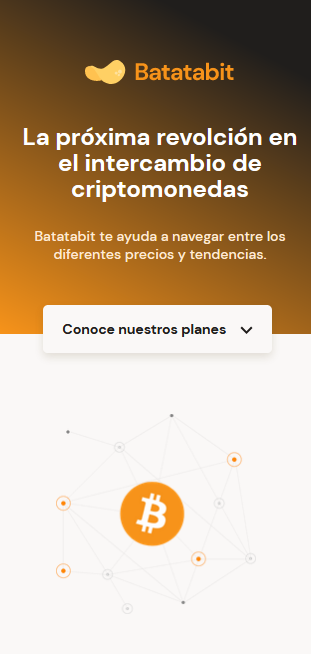 Batatabit
La próxima revolción en
el intercambio de
criptomonedas
Batatabit te ayuda a navegar entre los
diferentes precios y tendencias.
Conoce nuestros planes